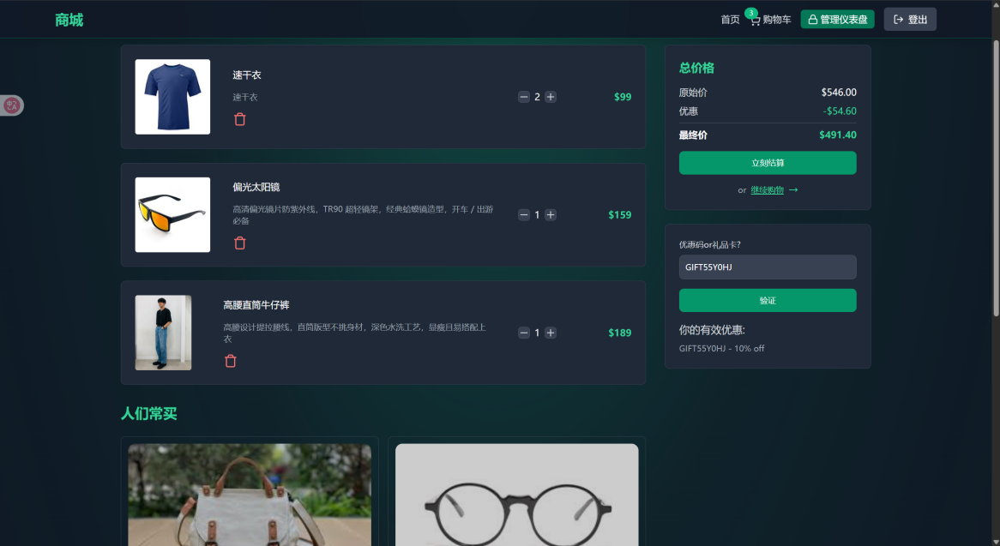 商城
首页
3
购物车
管理仪表盘
登出
速干衣
速干衣
2
$99
偏光太阳镜
高清偏光镜片防紫外线，TR90 超轻镜架，经典蛤蟆镜造型，开车 / 出游
必备
1
$159
高腰直筒牛仔裤
高腰设计提拉腰线，直筒版型不挑身材，深色水洗工艺，显瘦且易搭配上
衣
1
$189
人们常买
总价格
原始价 $546.00
优惠 -$54.60
最终价 $491.40
立刻结算
or 继续购物 →
优惠码or礼品卡?
GIFT55Y0HJ
验证
你的有效优惠:
GIFT55Y0HJ - 10% off